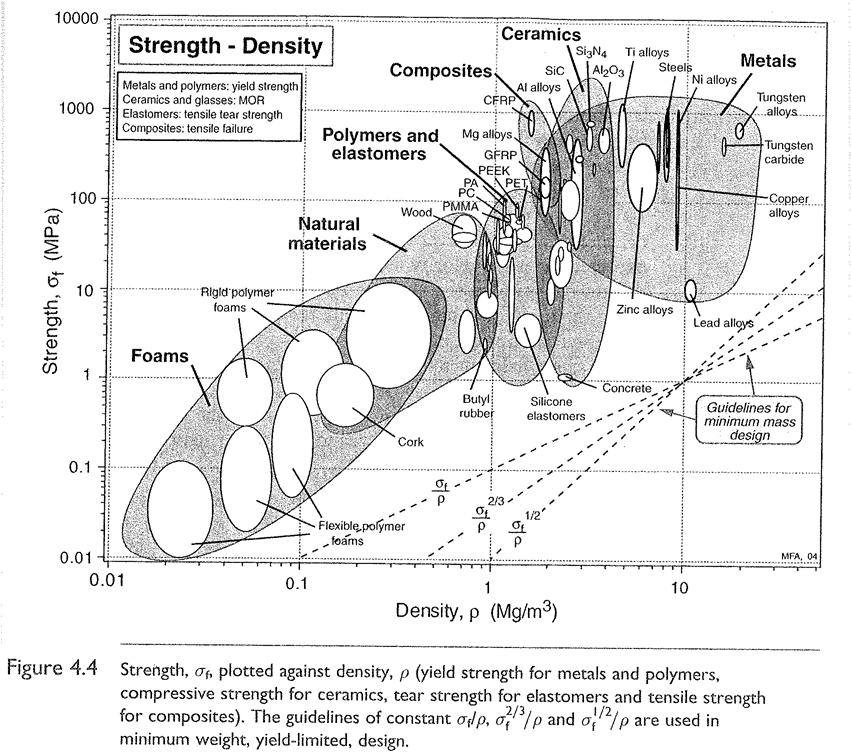 10000
1000
100
10
1
0.1
0.01
Strength, σf (MPa)
Strength - Density
Metals and polymers: yield strength
Ceramics and glasses: MOR
Elastomers: tensile tear strength
Composites: tensile failure
Ceramics
Si3N4
Ti alloys
SiC
Al2O3
Steels
Metals
Composites
Al alloys
Ni alloys
CFRP
Tungsten
alloys
Polymers and
elastomers
Mg alloys
GFRP
Tungsten
carbide
PEEK
PA
PET
PC
PMMA
Copper
alloys
Wood
Natural
materials
Rigid polymer
foams
Zinc alloys
Lead alloys
Foams
Butyl
rubber
Silicone
elastomers
Concrete
Guidelines for
minimum mass
design
Cork
σf/ρ
σf^2/3/ρ
σf^1/2/ρ
Flexible polymer
foams
MFA, 04
0.01
0.1
1
10
Density, ρ (Mg/m³)
Figure 4.4 Strength, σf, plotted against density, ρ (yield strength for metals and polymers,
compressive strength for ceramics, tear strength for elastomers and tensile strength
for composites). The guidelines of constant σf/ρ, σf^2/3/ρ and σf^1/2/ρ are used in
minimum weight, yield-limited, design.